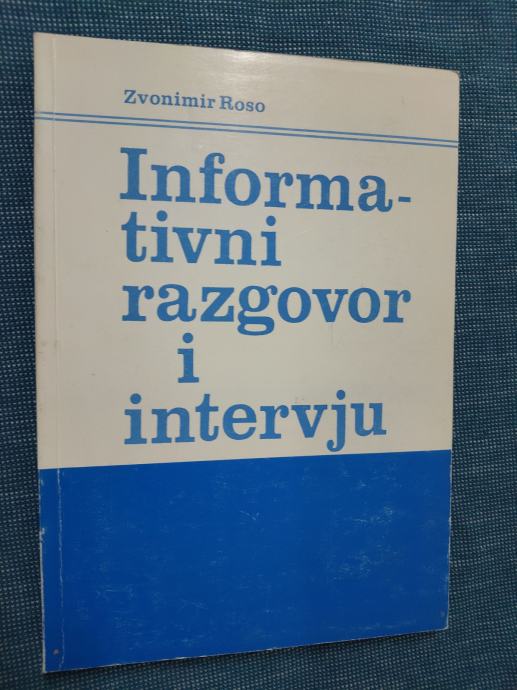 Zvonimir Roso
Informa-
tivni
razgovor
i
intervju